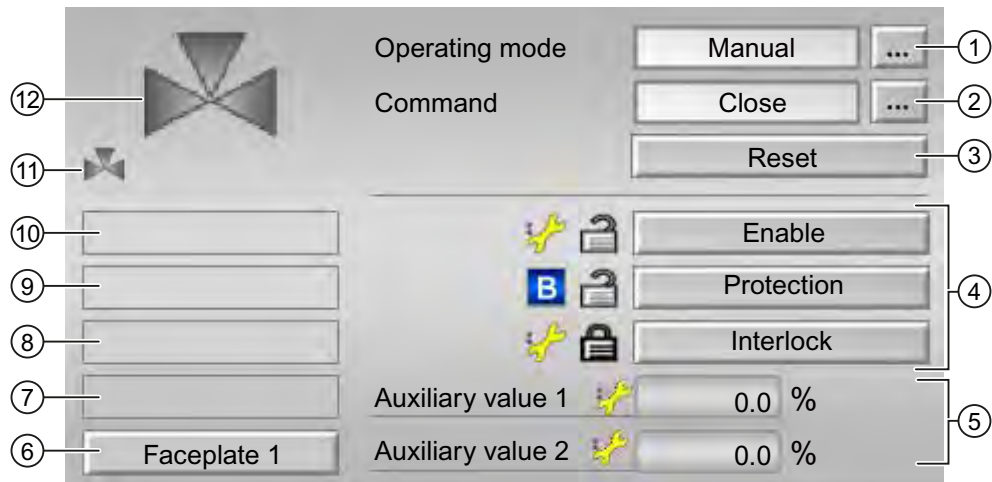 Operating mode Manual ... 1
Command Close ... 2
12
Reset 3
11
10 Enable
9 B Protection 4
8 Interlock
7 Auxiliary value 1 0.0 % 5
6 Faceplate 1 Auxiliary value 2 0.0 %